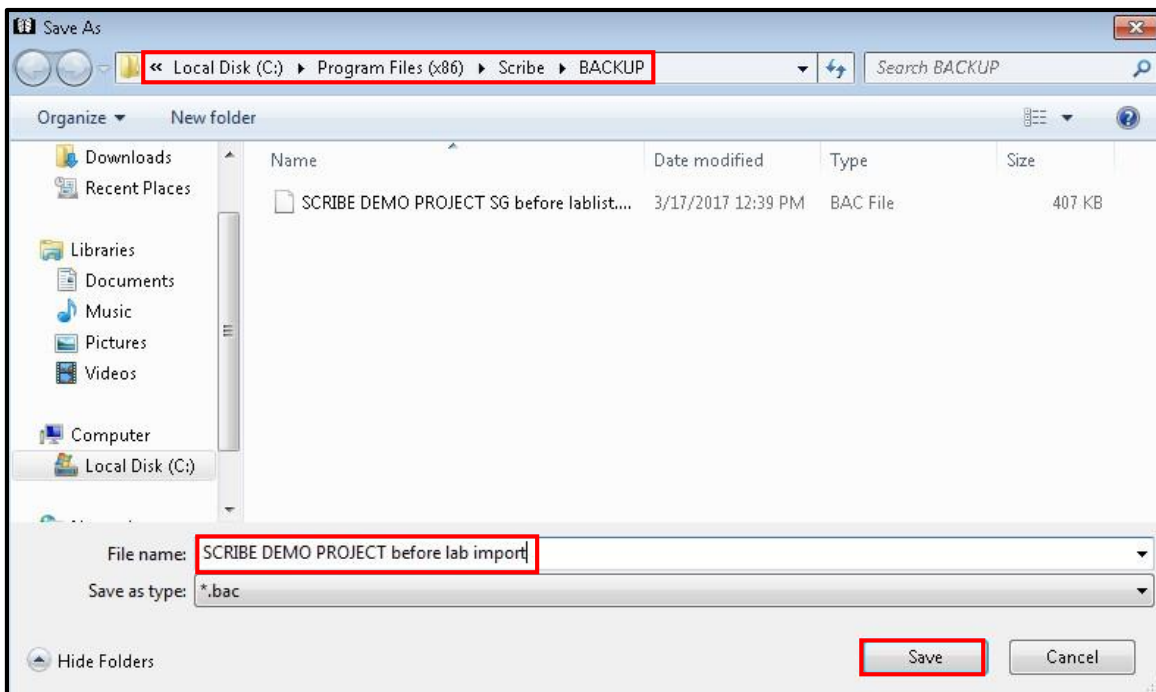 Save As
« Local Disk (C:) ▸ Program Files (x86) ▸ Scribe ▸ BACKUP Search BACKUP
Organize ▾ New folder
Downloads
Recent Places
Libraries
Documents
Music
Pictures
Videos
Computer
Local Disk (C:)
Name Date modified Type Size
SCRIBE DEMO PROJECT SG before lablist.... 3/17/2017 12:39 PM BAC File 407 KB
File name: SCRIBE DEMO PROJECT before lab import
Save as type: *.bac
Hide Folders Save Cancel